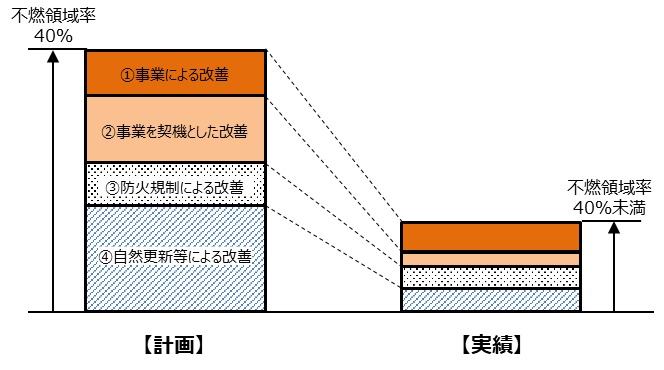 不燃領域率
40%
①事業による改善
②事業を契機とした改善
③防火規制による改善
④自然更新等による改善
不燃領域率
40%未満
【計画】
【実績】